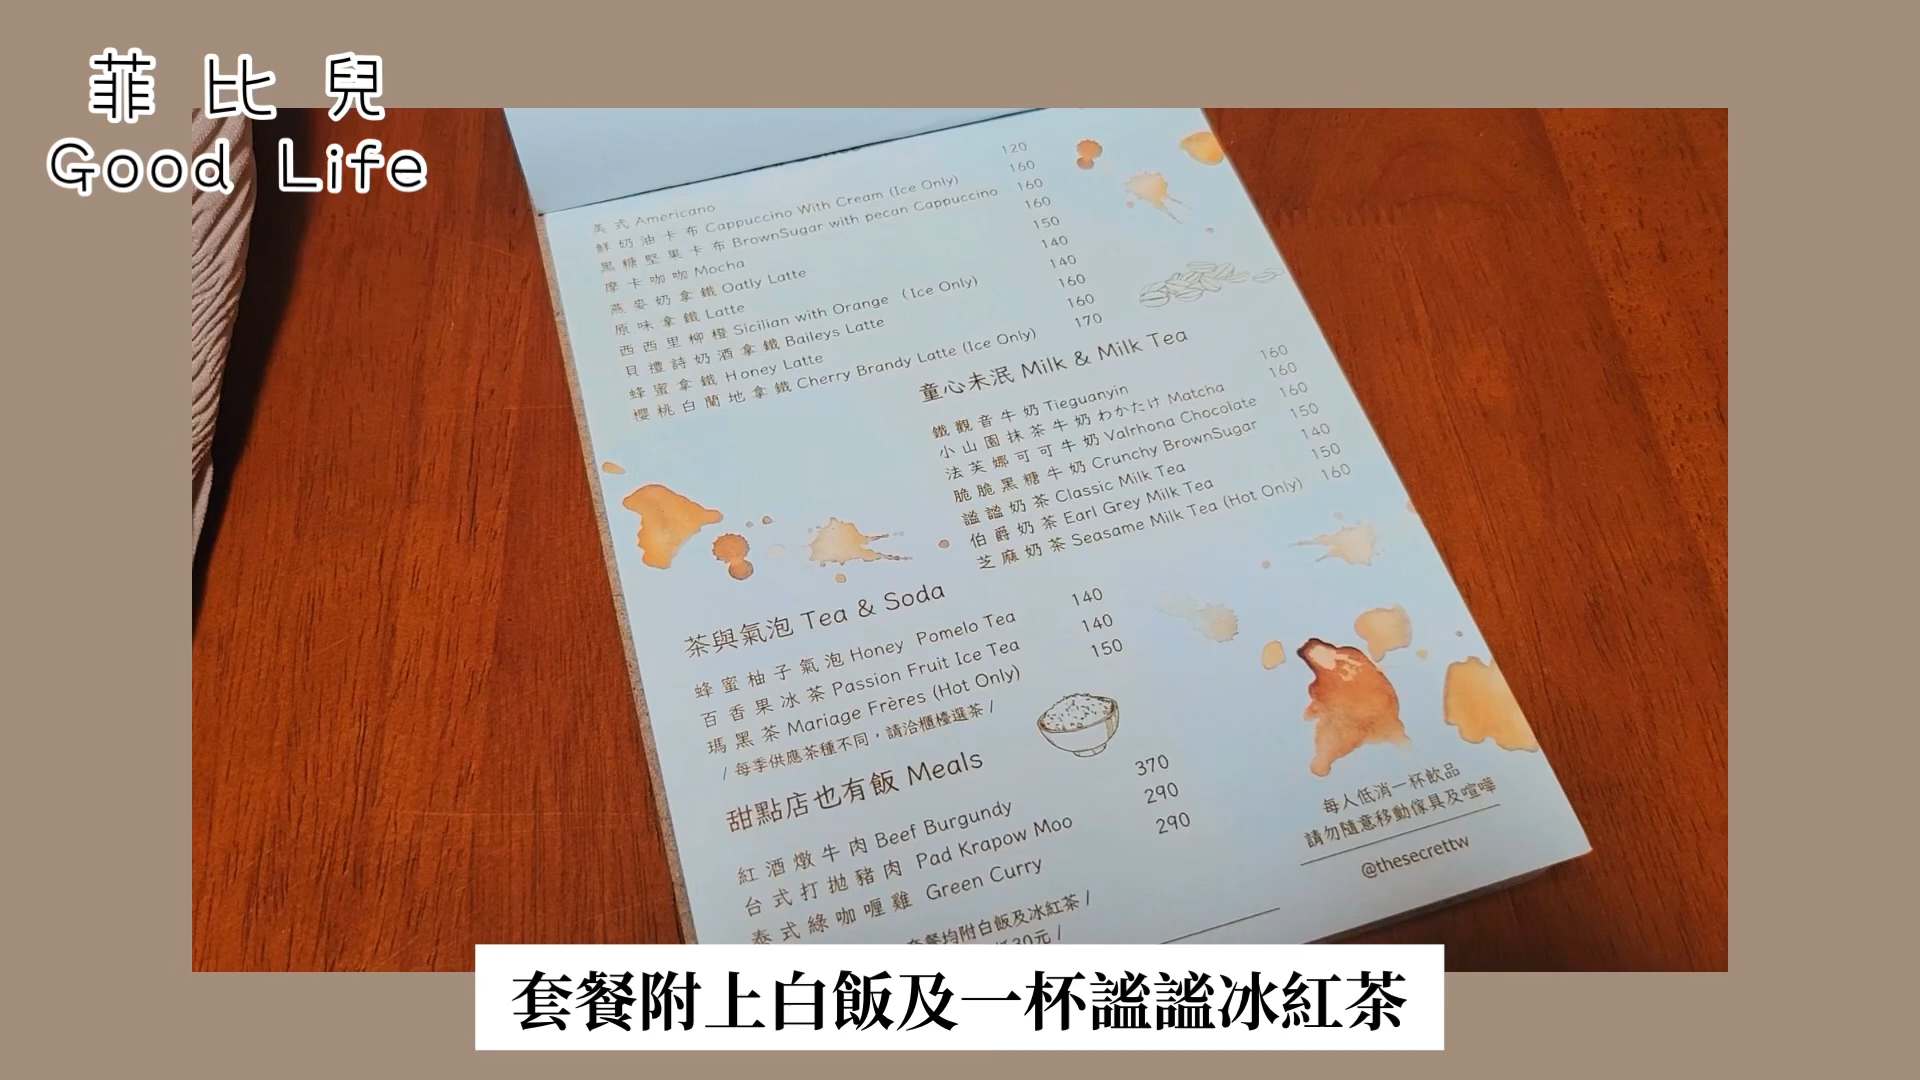 菲比兒
Good Life
美式 Americano 120
鮮奶油卡布 Cappuccino With Cream (Ice Only) 160
黑糖堅果卡布 BrownSugar with pecan Cappuccino 160
摩卡咖咖 Mocha 160
燕麥奶拿鐵 Oatly Latte 150
原味拿鐵 Latte 140
西西里柳橙 Sicilian with Orange （Ice Only) 140
貝禮詩奶酒拿鐵 Baileys Latte 160
蜂蜜拿鐵 Honey Latte 160
櫻桃白蘭地拿鐵 Cherry Brandy Latte (Ice Only) 170
童心未泯 Milk & Milk Tea
鐵觀音牛奶 Tieguanyin 160
小山園抹茶牛奶 わかたけ Matcha 160
法芙娜可可牛奶 Valrhona Chocolate 160
脆脆黑糖牛奶 Crunchy BrownSugar 150
謐謐奶茶 Classic Milk Tea 140
伯爵奶茶 Earl Grey Milk Tea 150
芝麻奶茶 Seasame Milk Tea (Hot Only) 160
茶與氣泡 Tea & Soda
蜂蜜柚子氣泡 Honey Pomelo Tea 140
百香果冰茶 Passion Fruit Ice Tea 140
瑪黑茶 Mariage Frères (Hot Only) 150
/ 每季供應茶種不同，請洽櫃檯選茶 /
甜點店也有飯 Meals
紅酒燉牛肉 Beef Burgundy 370
台式打拋豬肉 Pad Krapow Moo 290
泰式綠咖喱雞 Green Curry 290
套餐均附白飯及冰紅茶 /
30元 /
每人低消一杯飲品
請勿隨意移動傢具及喧嘩
@thesecrettw
套餐附上白飯及一杯謐謐冰紅茶